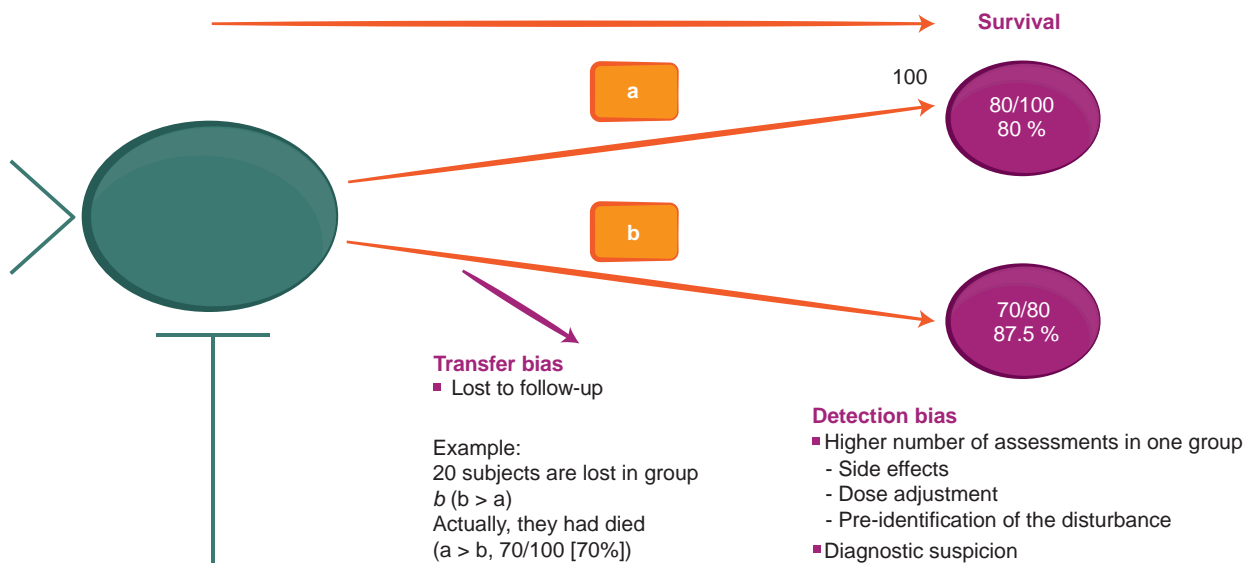 Survival
a
100
80/100
80 %
b
70/80
87.5 %
Transfer bias
▪ Lost to follow-up
Example:
20 subjects are lost in group
b (b > a)
Actually, they had died
(a > b, 70/100 [70%])
Detection bias
▪ Higher number of assessments in one group
- Side effects
- Dose adjustment
- Pre-identification of the disturbance
▪ Diagnostic suspicion